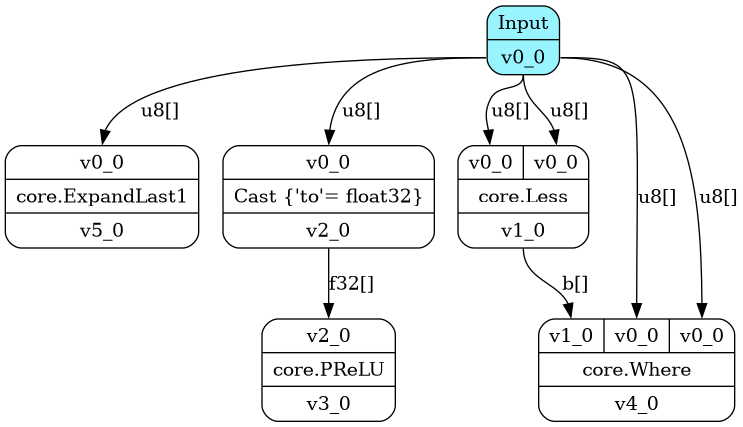 Input
v0_0
u8[]
u8[]
u8[]
u8[]
v0_0
core.ExpandLast1
v5_0
v0_0
Cast {'to'= float32}
v2_0
v0_0 v0_0
core.Less
v1_0
u8[]
u8[]
f32[]
b[]
v2_0
core.PReLU
v3_0
v1_0 v0_0 v0_0
core.Where
v4_0